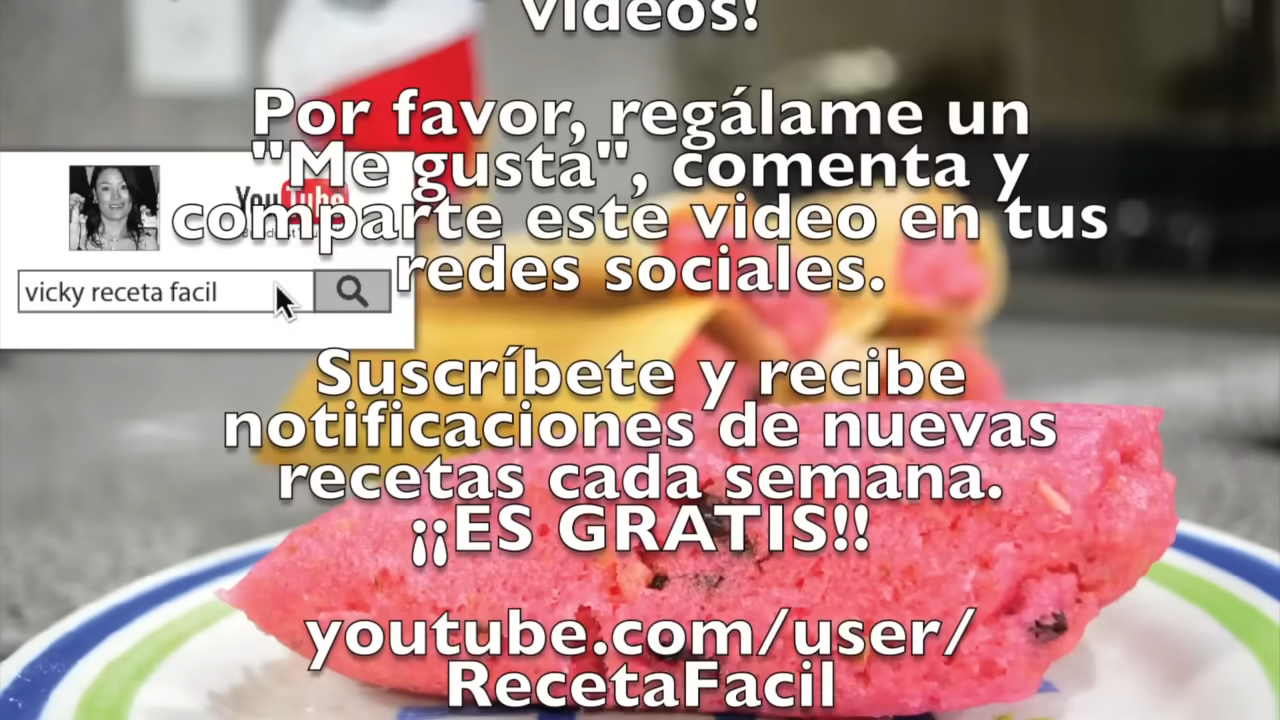 videos!
Por favor, regálame un
"Me gusta", comenta y
YouTube
comparte este video en tus
redes sociales.
vicky receta facil
Suscríbete y recibe
notificaciones de nuevas
recetas cada semana.
¡¡ES GRATIS!!
youtube.com/user/
RecetaFacil